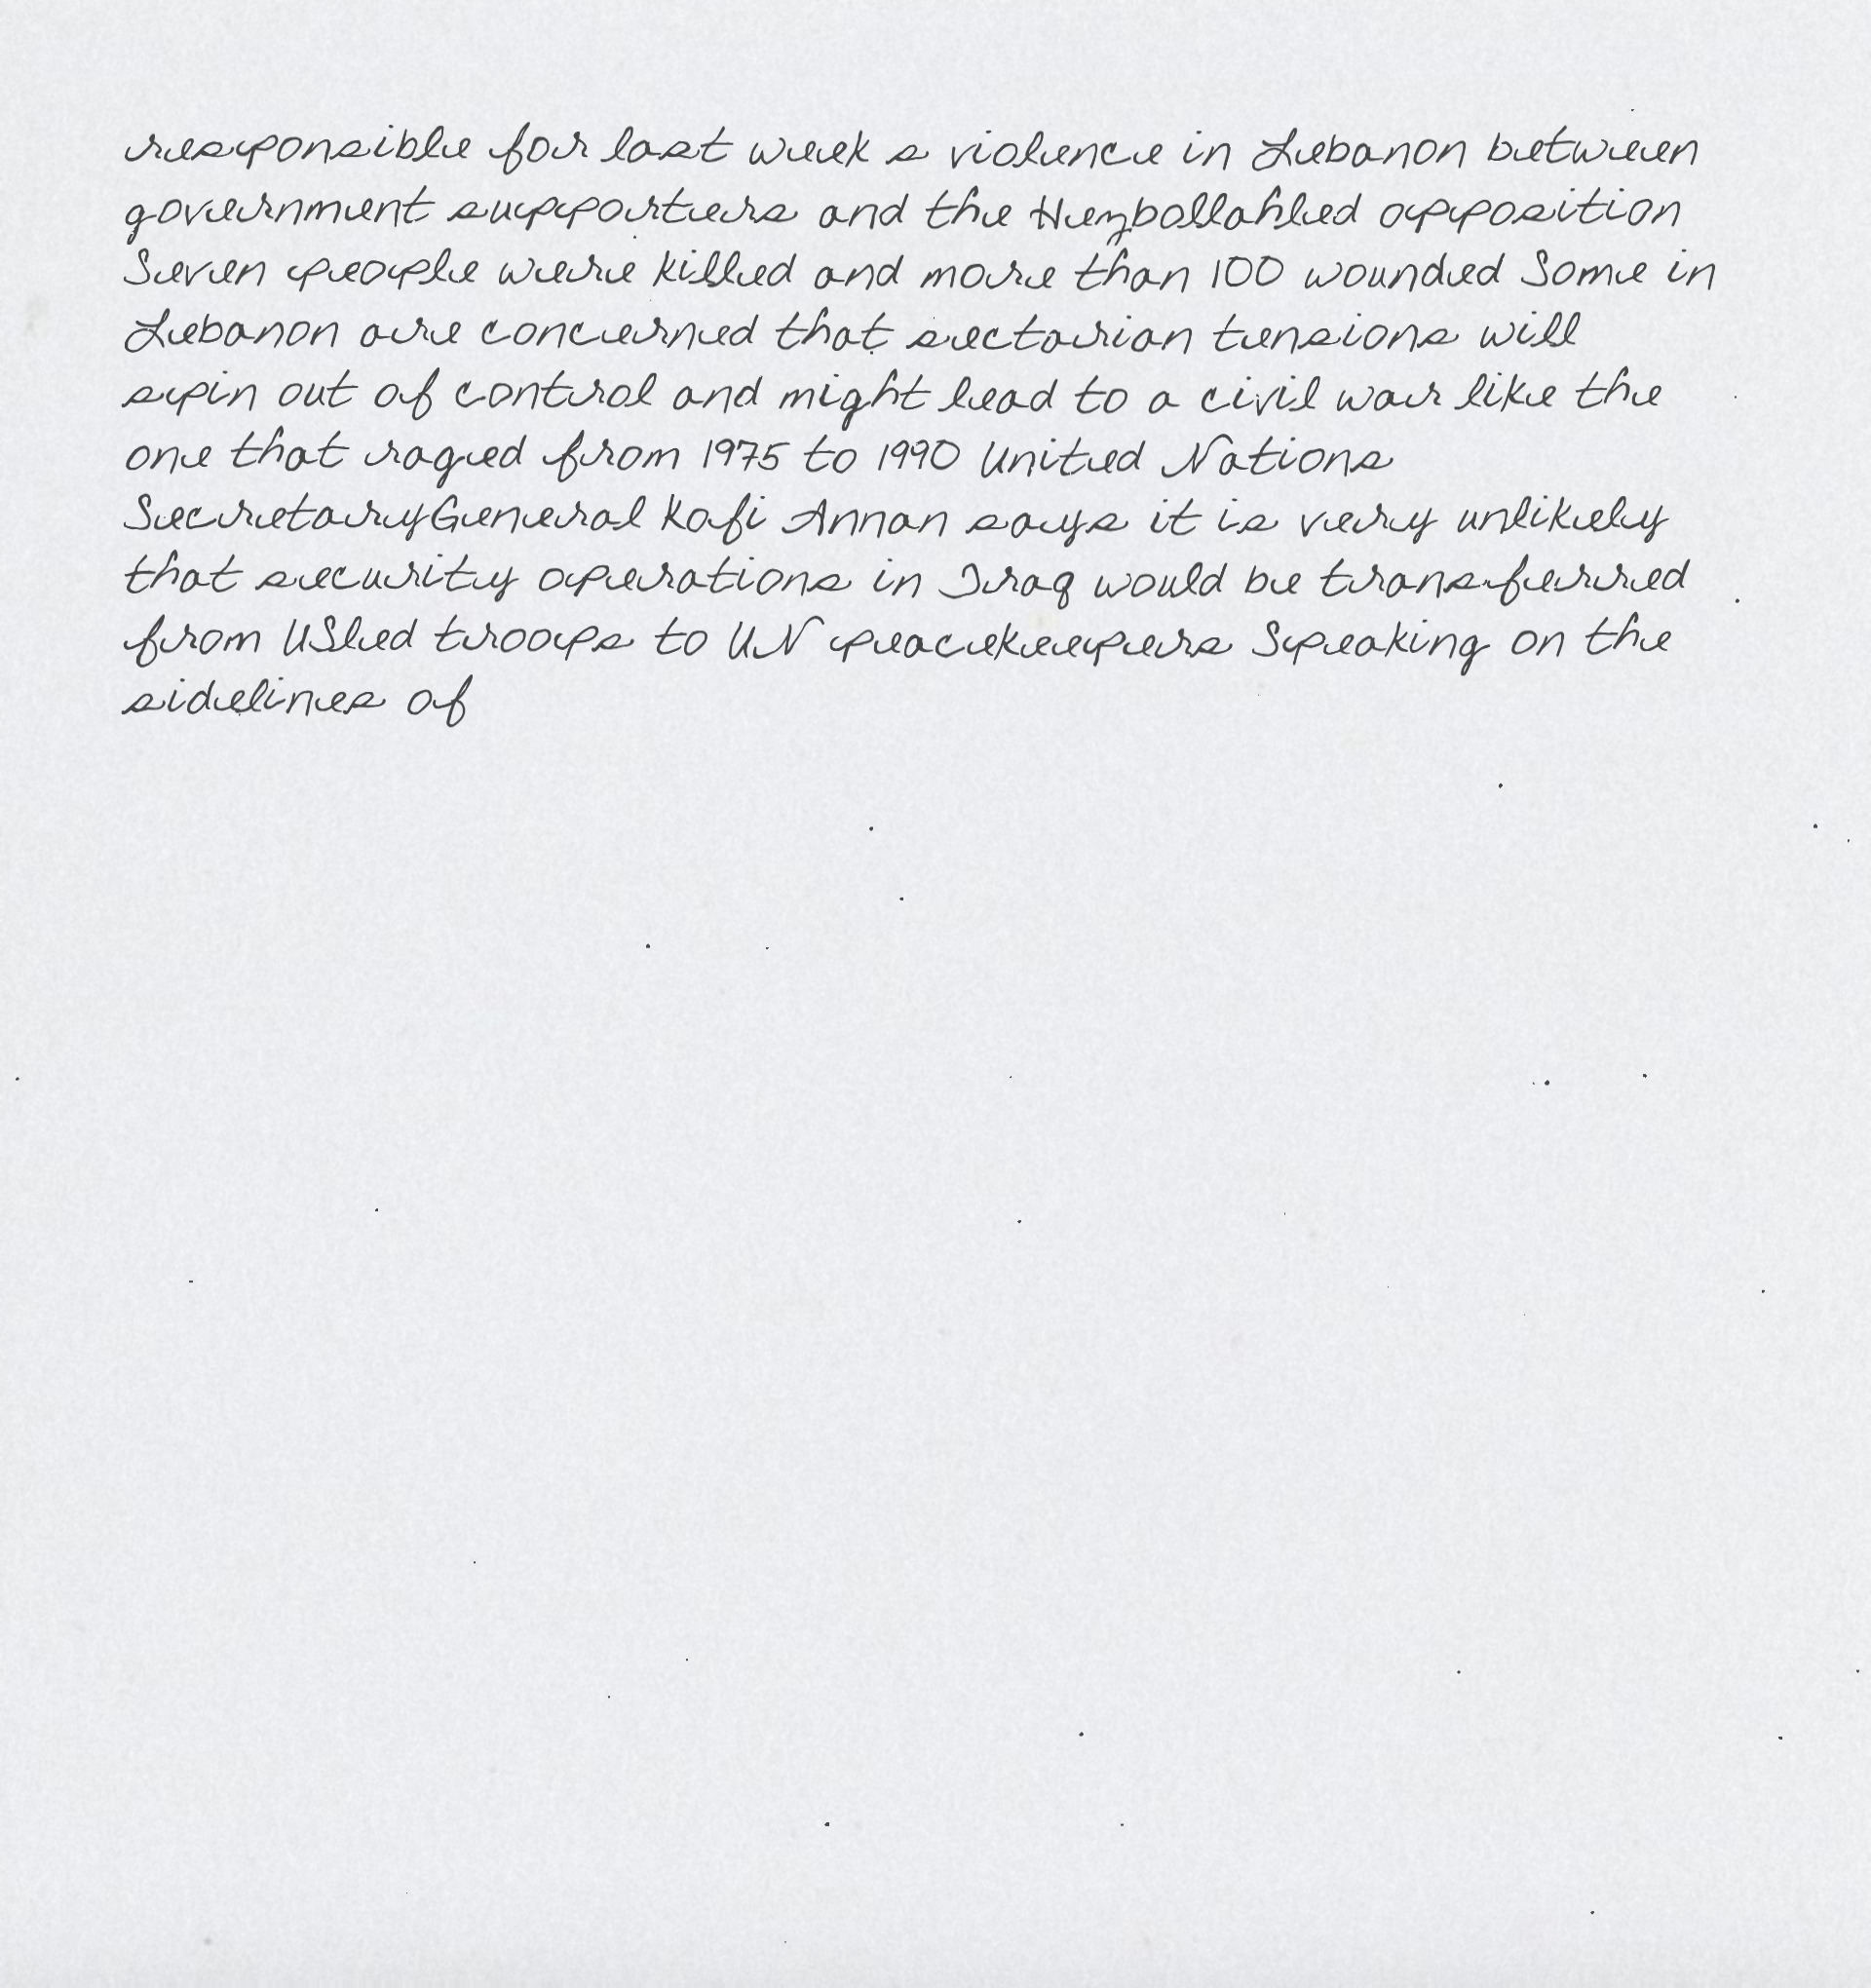 responsible for last week s violence in Lebanon between
government supporters and the Hezbollahled opposition
Seven people were killed and more than 100 wounded Some in
Lebanon are concerned that sectarian tensions will
spin out of control and might lead to a civil war like the
one that raged from 1975 to 1990 United Nations
SecretaryGeneral Kofi Annan says it is very unlikely
that security operations in Iraq would be transferred
from USled troops to UN peacekeepers Speaking on the
sidelines of